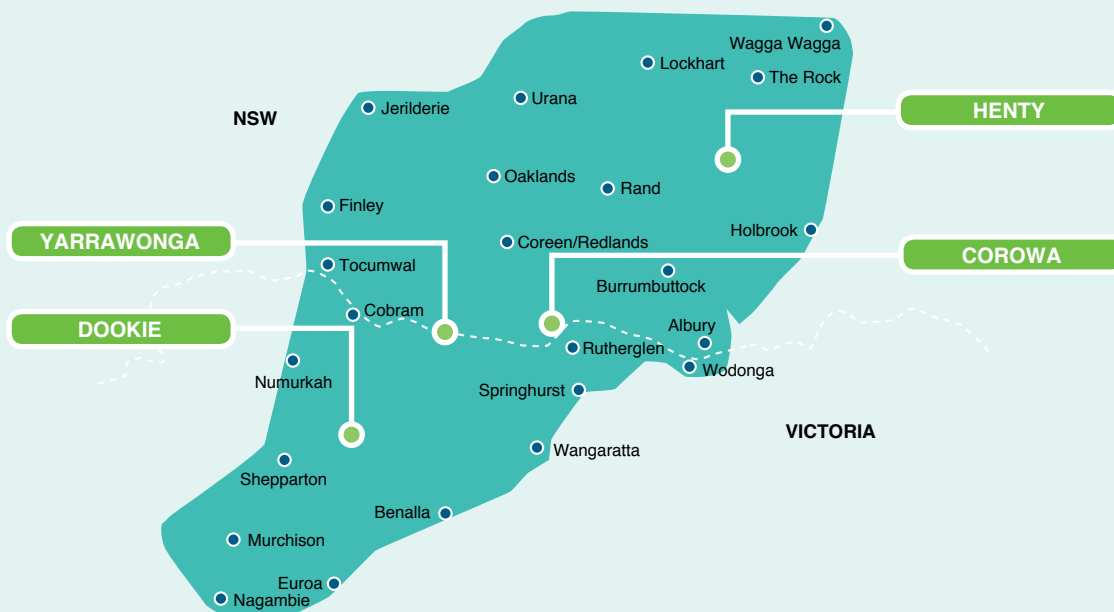 Wagga Wagga
Lockhart
The Rock
Urana
Jerilderie
NSW
HENTY
Oaklands
Rand
Finley
YARRAWONGA
Coreen/Redlands
Holbrook
COROWA
Tocumwal
Burrumbuttock
Cobram
DOOKIE
Albury
Rutherglen
Wodonga
Numurkah
Springhurst
VICTORIA
Wangaratta
Shepparton
Benalla
Murchison
Euroa
Nagambie